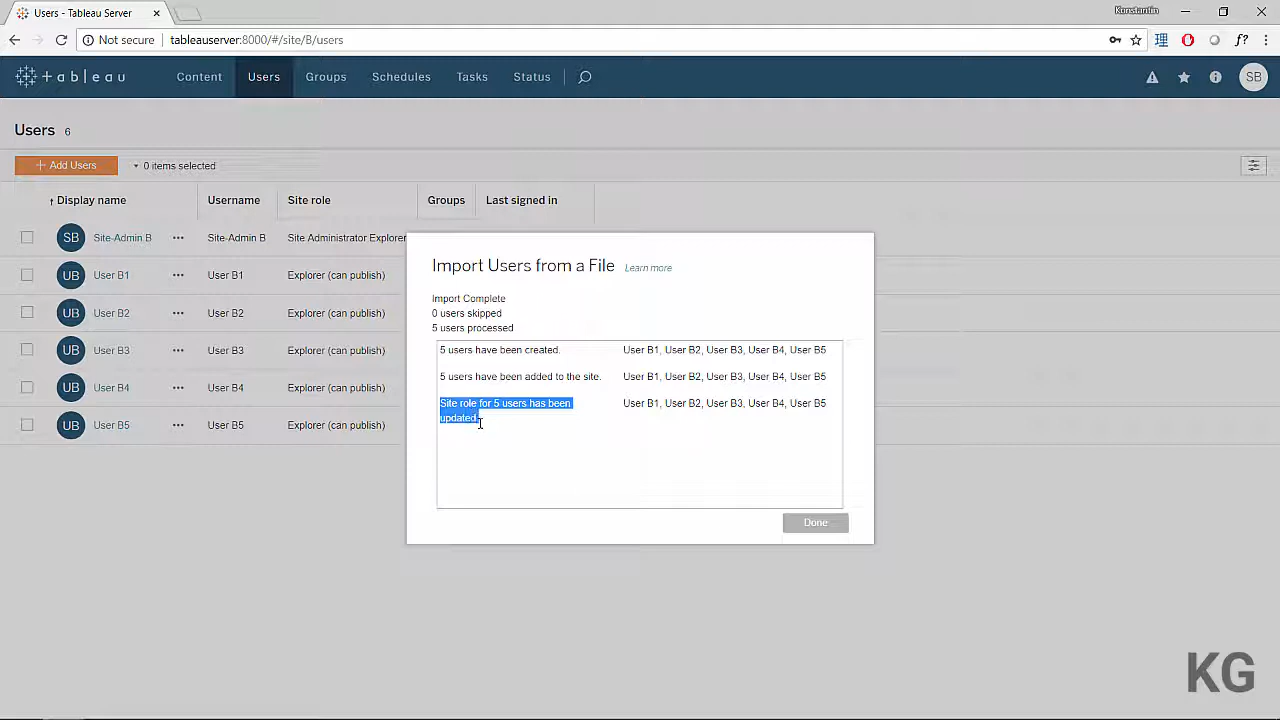 Users - Tableau Server
Konstantin
Not secure tableauserver:8000/#/site/B/users
f?
+ a b l e a u Content Users Groups Schedules Tasks Status SB
Users 6
+ Add Users 0 items selected
↑ Display name Username Site role Groups Last signed in
SB Site-Admin B ••• Site-Admin B Site Administrator Explorer
UB User B1 ••• User B1 Explorer (can publish)
UB User B2 ••• User B2 Explorer (can publish)
UB User B3 ••• User B3 Explorer (can publish)
UB User B4 ••• User B4 Explorer (can publish)
UB User B5 ••• User B5 Explorer (can publish)
Import Users from a File Learn more
Import Complete
0 users skipped
5 users processed
5 users have been created. User B1, User B2, User B3, User B4, User B5
5 users have been added to the site. User B1, User B2, User B3, User B4, User B5
Site role for 5 users has been User B1, User B2, User B3, User B4, User B5
updated.
Done
KG